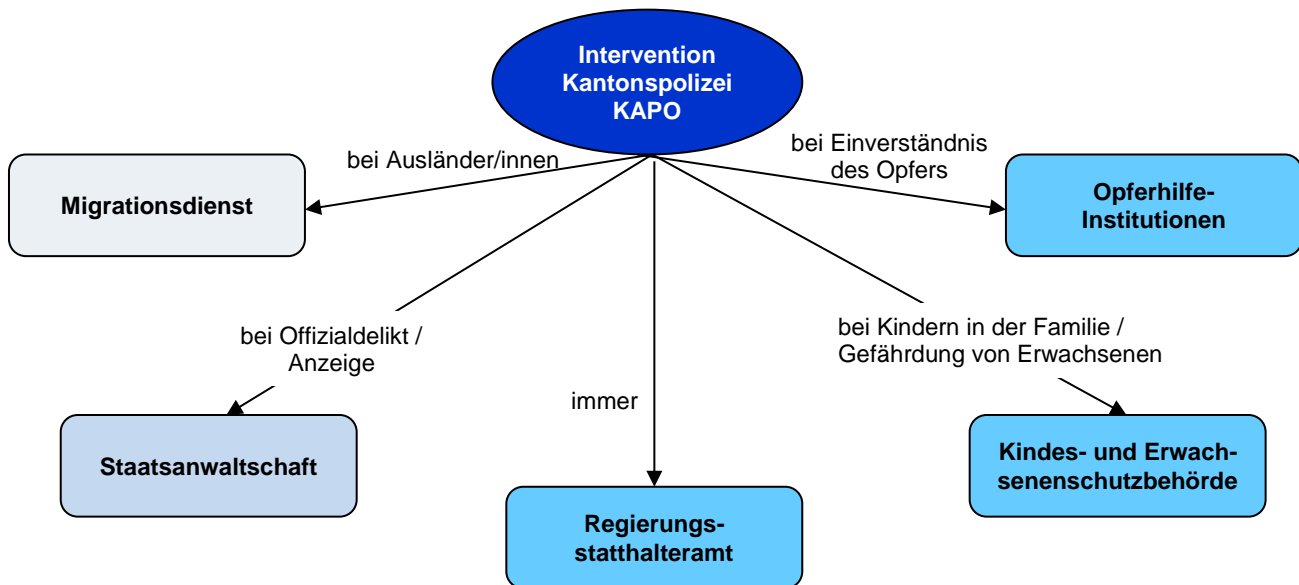 Intervention
Kantonspolizei
KAPO
bei Ausländer/innen
bei Einverständnis
des Opfers
Migrationsdienst
Opferhilfe-
Institutionen
bei Offizialdelikt /
Anzeige
bei Kindern in der Familie /
Gefährdung von Erwachsenen
immer
Staatsanwaltschaft
Kindes- und Erwach-
senenschutzbehörde
Regierungs-
statthalteramt